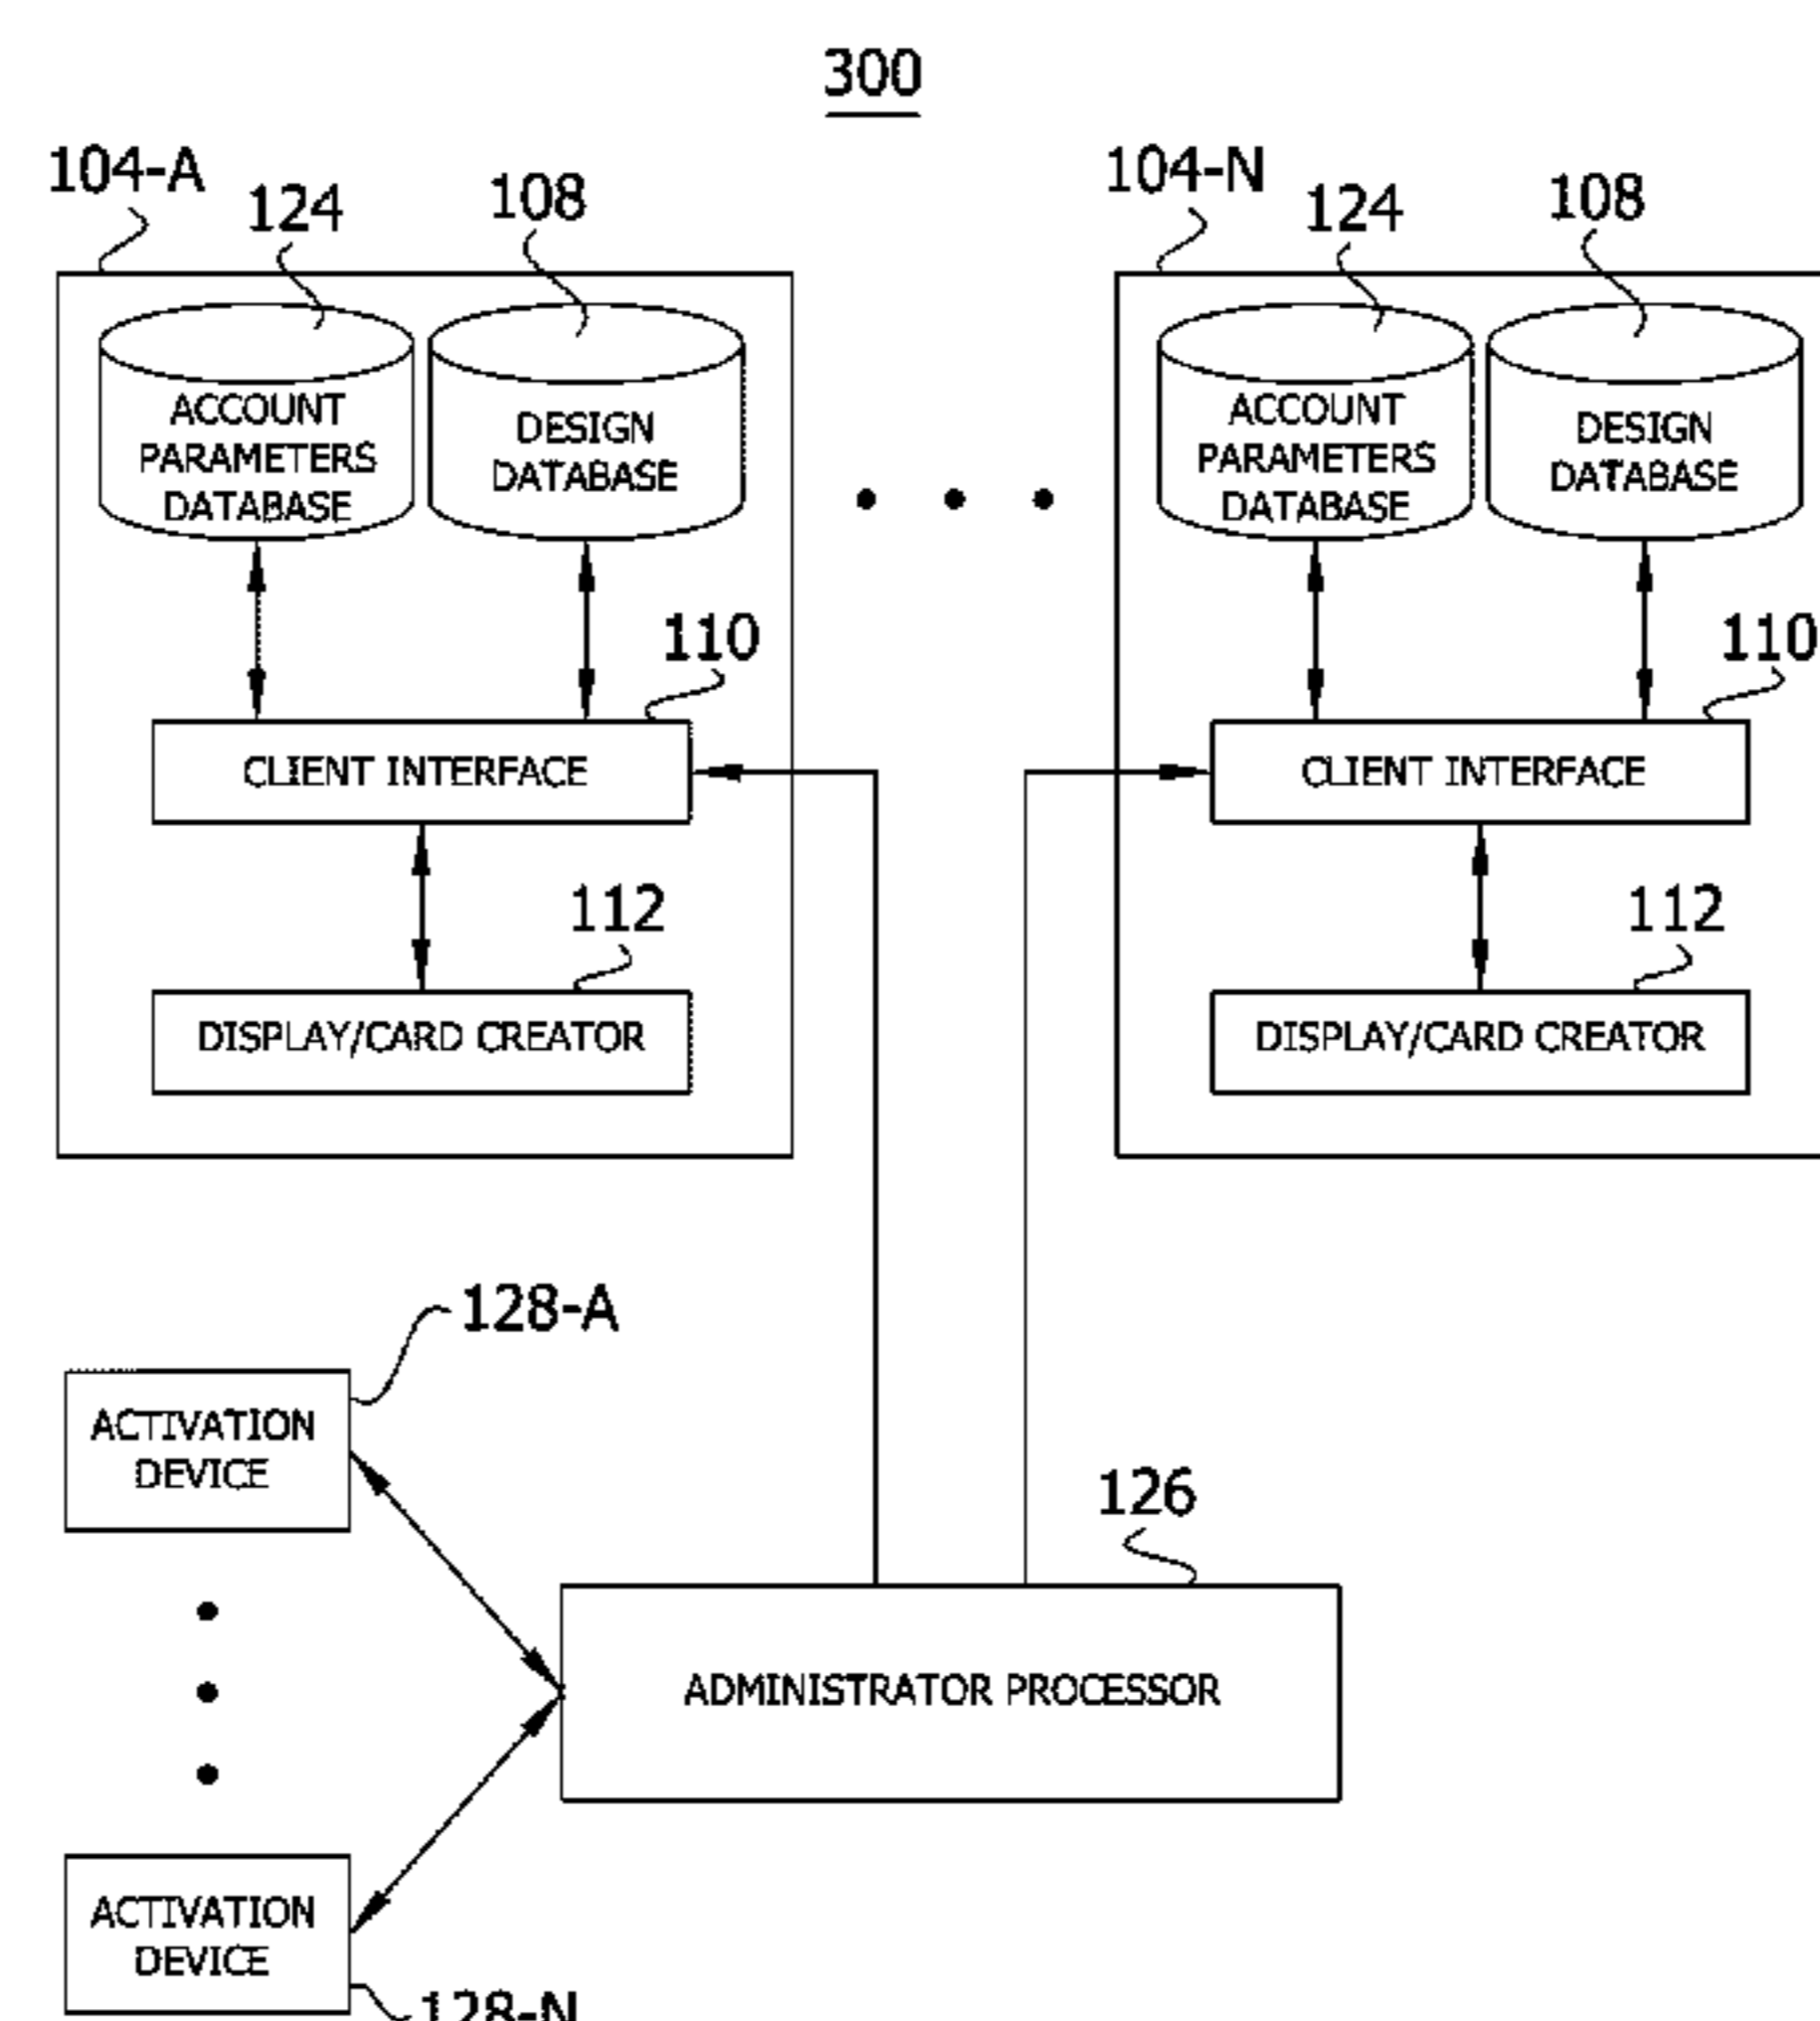 300
104-A
124
108
104-N
124
108
ACCOUNT
PARAMETERS
DATABASE
DESIGN
DATABASE
ACCOUNT
PARAMETERS
DATABASE
DESIGN
DATABASE
110
110
CLIENT INTERFACE
CLIENT INTERFACE
112
112
DISPLAY/CARD CREATOR
DISPLAY/CARD CREATOR
128-A
ACTIVATION
DEVICE
126
ADMINISTRATOR PROCESSOR
ACTIVATION
DEVICE
128-N